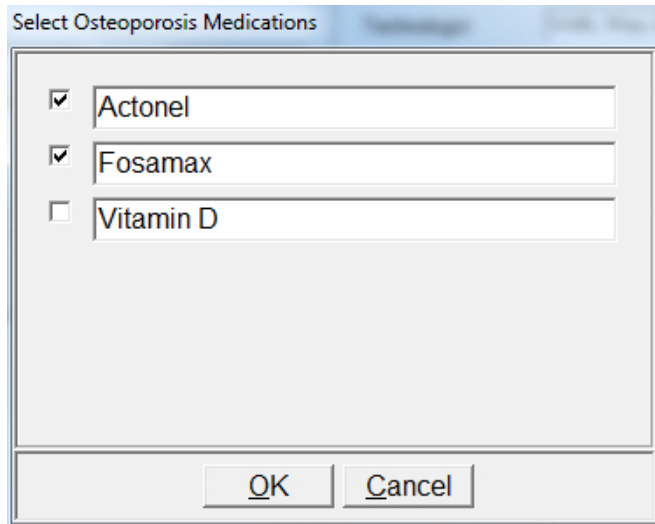 Select Osteoporosis Medications
Actonel
Fosamax
Vitamin D
OK Cancel